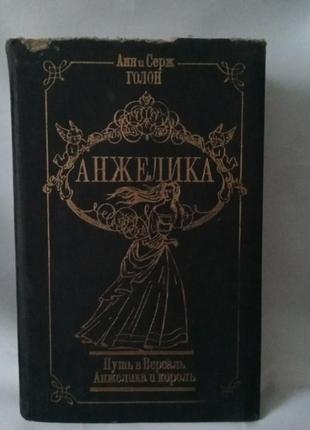 Анн и Серж
ГОЛОН
АНЖЕЛИКА
Путь в Версаль
Анжелика и король